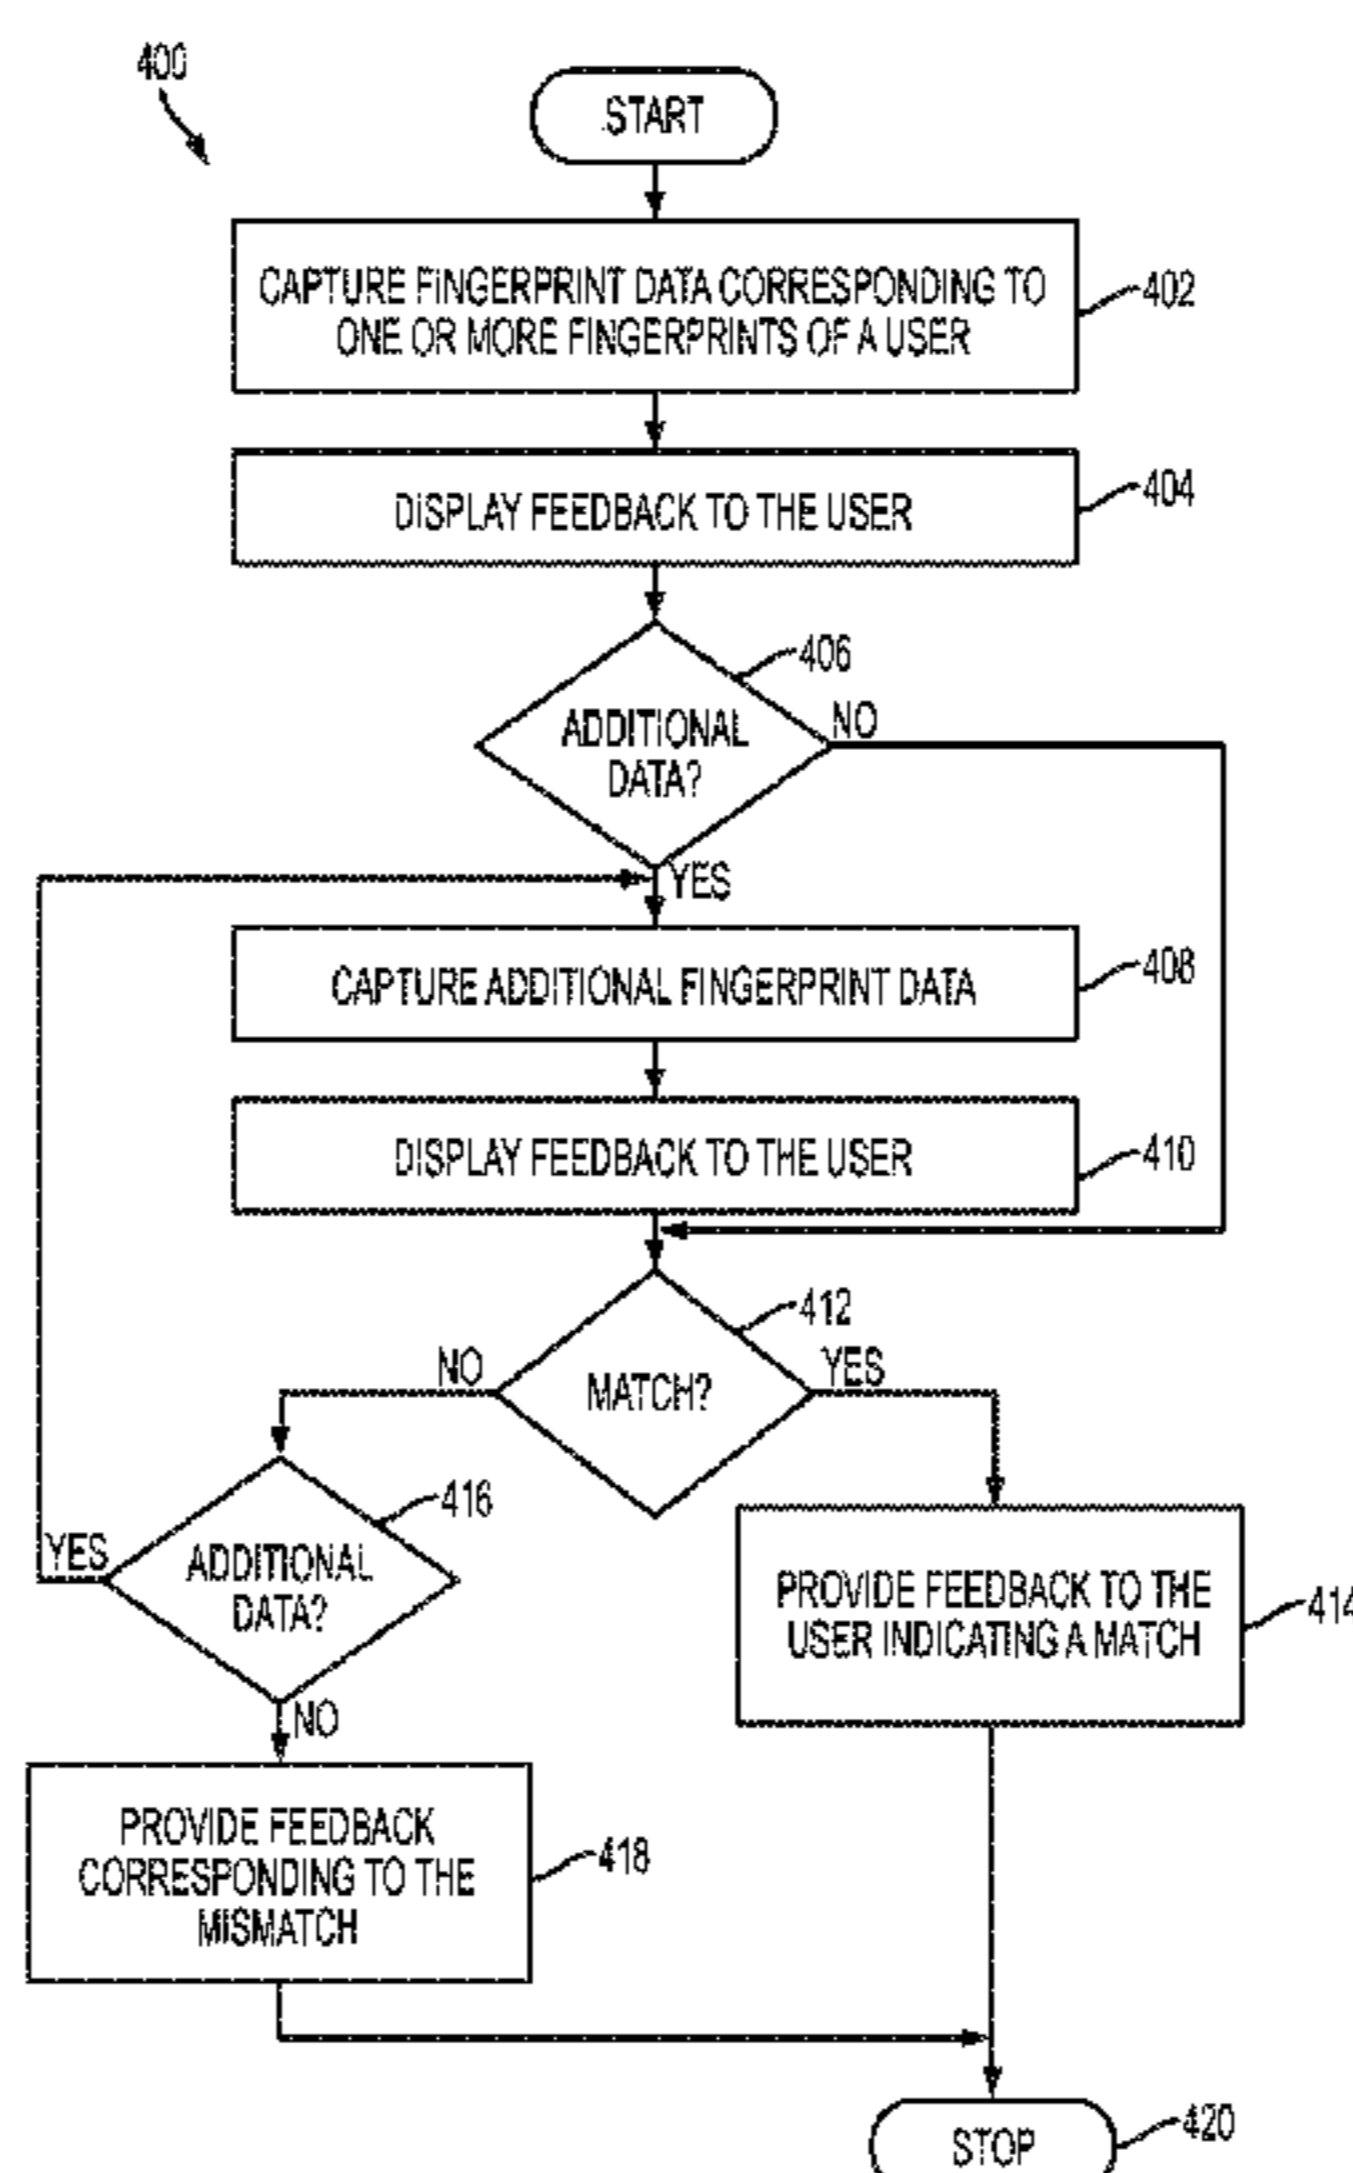 400
START
CAPTURE FINGERPRINT DATA CORRESPONDING TO
ONE OR MORE FINGERPRINTS OF A USER
402
DISPLAY FEEDBACK TO THE USER
404
406
ADDITIONAL
DATA?
NO
YES
CAPTURE ADDITIONAL FINGERPRINT DATA
408
DISPLAY FEEDBACK TO THE USER
410
412
MATCH?
NO
YES
416
ADDITIONAL
DATA?
YES
NO
PROVIDE FEEDBACK TO THE
USER INDICATING A MATCH
414
PROVIDE FEEDBACK
CORRESPONDING TO THE
MISMATCH
418
STOP
420